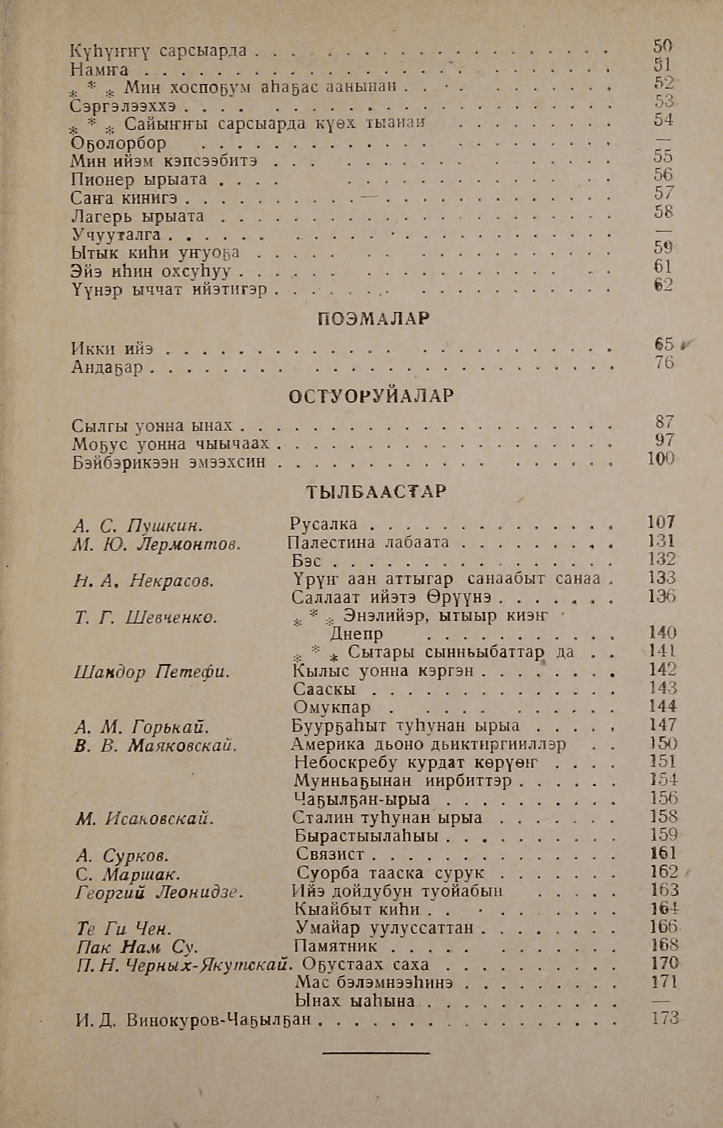 Күһүҥҥү сарсыарда . . . . . . . . . . . . . . . . 50
Намҥа . . . . . . . . . . . . . . . . . . . . 51
* * * Мин хоспоҕум аһаҕас аанынан . . . . . . . . . . 52
Сэргэлээххэ . . . . . . . . . . . . . . . . . . 53
* * * Сайыҥҥы сарсыарда күөх тыанан . . . . . . . 54
Оҕолорбор . . . . . . . . . . . . . . . . . . —
Мин ийэм кэпсээбитэ . . . . . . . . . . . . . . . 55
Пионер ырыата . . . . . . . . . . . . . . . . 56
Саҥа кинигэ . . . . . . . . . . . . . . . . . . 57
Лагерь ырыата . . . . . . . . . . . . . . . . . 58
Учууталга . . . . . . . . . . . . . . . . . . . —
Ытык киһи уҥуоҕа . . . . . . . . . . . . . . . . 59
Эйэ иһин охсуһуу . . . . . . . . . . . . . . . . 61
Үүнэр ыччат ийэтигэр . . . . . . . . . . . . . . . 62
ПОЭМАЛАР
Икки ийэ . . . . . . . . . . . . . . . . . . . 65
Андаҕар . . . . . . . . . . . . . . . . . . . . 76
ОСТУОРУЙАЛАР
Сылгы уонна ынах . . . . . . . . . . . . . . . . 87
Моҕус уонна чыычаах . . . . . . . . . . . . . . . 97
Бэйбэрикээн эмээхсин . . . . . . . . . . . . . . . 100
ТЫЛБААСТАР
А. С. Пушкин. Русалка . . . . . . . . . . . . . . 107
М. Ю. Лермонтов. Палестина лабаата . . . . . . . . . 131
Бэс . . . . . . . . . . . . . . . . 132
Н. А. Некрасов. Үрүҥ аан аттыгар санаабыт санаа . 133
Саллаат ийэтэ Өрүүнэ . . . . . . . 136
Т. Г. Шевченко. * * * Энэлийэр, ытыыр киэҥ
Днепр . . . . . . . . . . . 140
* * * Сытары сынньыбаттар да . . 141
Шандор Петефи. Кылыс уонна кэргэн . . . . . . . . 142
Сааскы . . . . . . . . . . . . . . 143
Омукпар . . . . . . . . . . . . . 144
А. М. Горькай. Буурҕаһыт туһунан ырыа . . . . . 147
В. В. Маяковскай. Америка дьоно дьиктиргииллэр . . 150
Небоскребу курдат көрүөҥ . . . . 151
Мунньаҕынан иирбиттэр . . . . . . 154
Чаҕылҕан-ырыа . . . . . . . . . . 156
М. Исаковскай. Сталин туһунан ырыа . . . . . . . 158
Бырастыылаһыы . . . . . . . . . . 159
А. Сурков. Связист . . . . . . . . . . . . . . 161
С. Маршак. Суорба тааска сурук . . . . . . . 162
Георгий Леонидзе. Ийэ дойдубун туойабын . . . . . 163
Кыайбыт киһи . . . . . . . . . . . 164
Те Ги Чен. Умайар уулуссаттан . . . . . . . . 166
Пак Нам Су. Памятник . . . . . . . . . . . . . 168
П. Н. Черных-Якутскай. Оҕустаах саха . . . . . . . . . . 170
Мас бэлэмнээһинэ . . . . . . . . . 171
Ынах ыаһына . . . . . . . . . . . —
И. Д. Винокуров-Чаҕылҕан . . . . . . . . . . . . . . . . 173